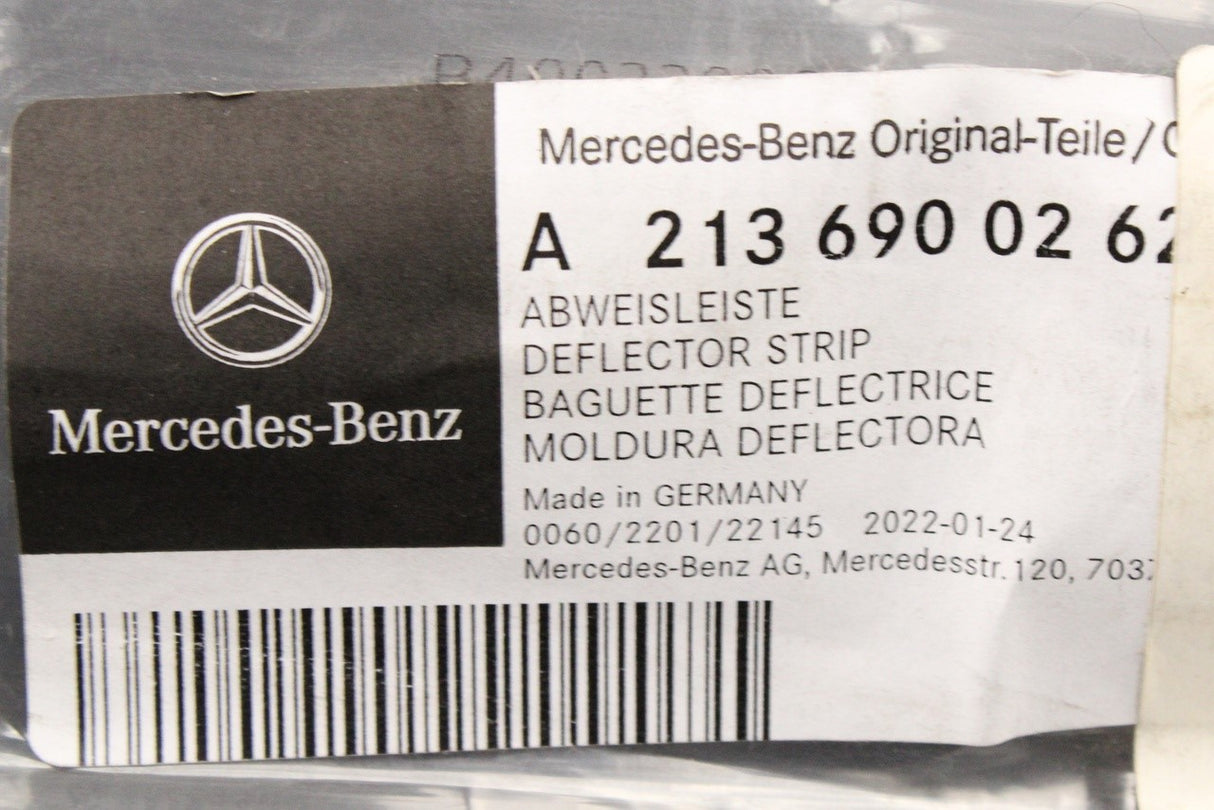 Mercedes-Benz
Mercedes-Benz Original-Teile/
A 213 690 02 62
ABWEISLEISTE
DEFLECTOR STRIP
BAGUETTE DEFLECTRICE
MOLDURA DEFLECTORA
Made in GERMANY
0060/2201/22145 2022-01-24
Mercedes-Benz AG, Mercedesstr. 120,